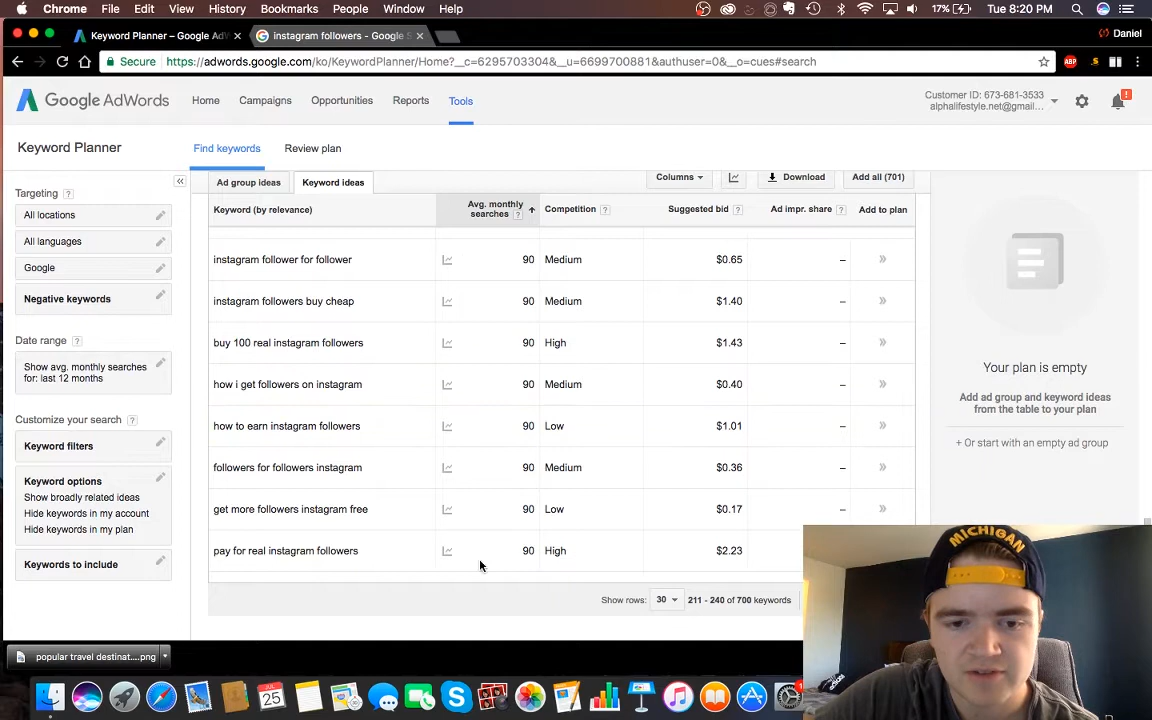 Chrome File Edit View History Bookmarks People Window Help 17% Tue 8:20 PM
Keyword Planner – Google AdW instagram followers - Google S Daniel
Secure https://adwords.google.com/ko/KeywordPlanner/Home?__c=6295703304&__u=6699700881&authuser=0&__o=cues#search ABP
Google AdWords Home Campaigns Opportunities Reports Tools
Customer ID: 673-681-3533
alphalifestyle.net@gmail...
Keyword Planner Find keywords Review plan
Targeting ?
All locations
All languages
Google
Negative keywords
Date range ?
Show avg. monthly searches
for: last 12 months
Customize your search ?
Keyword filters
Keyword options
Show broadly related ideas
Hide keywords in my account
Hide keywords in my plan
Keywords to include
Ad group ideas Keyword ideas Columns Download Add all (701)
Keyword (by relevance) Avg. monthly searches ? Competition ? Suggested bid ? Ad impr. share ? Add to plan
instagram follower for follower 90 Medium $0.65 –
instagram followers buy cheap 90 Medium $1.40 –
buy 100 real instagram followers 90 High $1.43 –
how i get followers on instagram 90 Medium $0.40 –
how to earn instagram followers 90 Low $1.01 –
followers for followers instagram 90 Medium $0.36 –
get more followers instagram free 90 Low $0.17 –
pay for real instagram followers 90 High $2.23
Show rows: 30 211 - 240 of 700 keywords
Your plan is empty
Add ad group and keyword ideas
from the table to your plan
+ Or start with an empty ad group
MICHIGAN
adidas
popular travel destinat....png
JUL
25